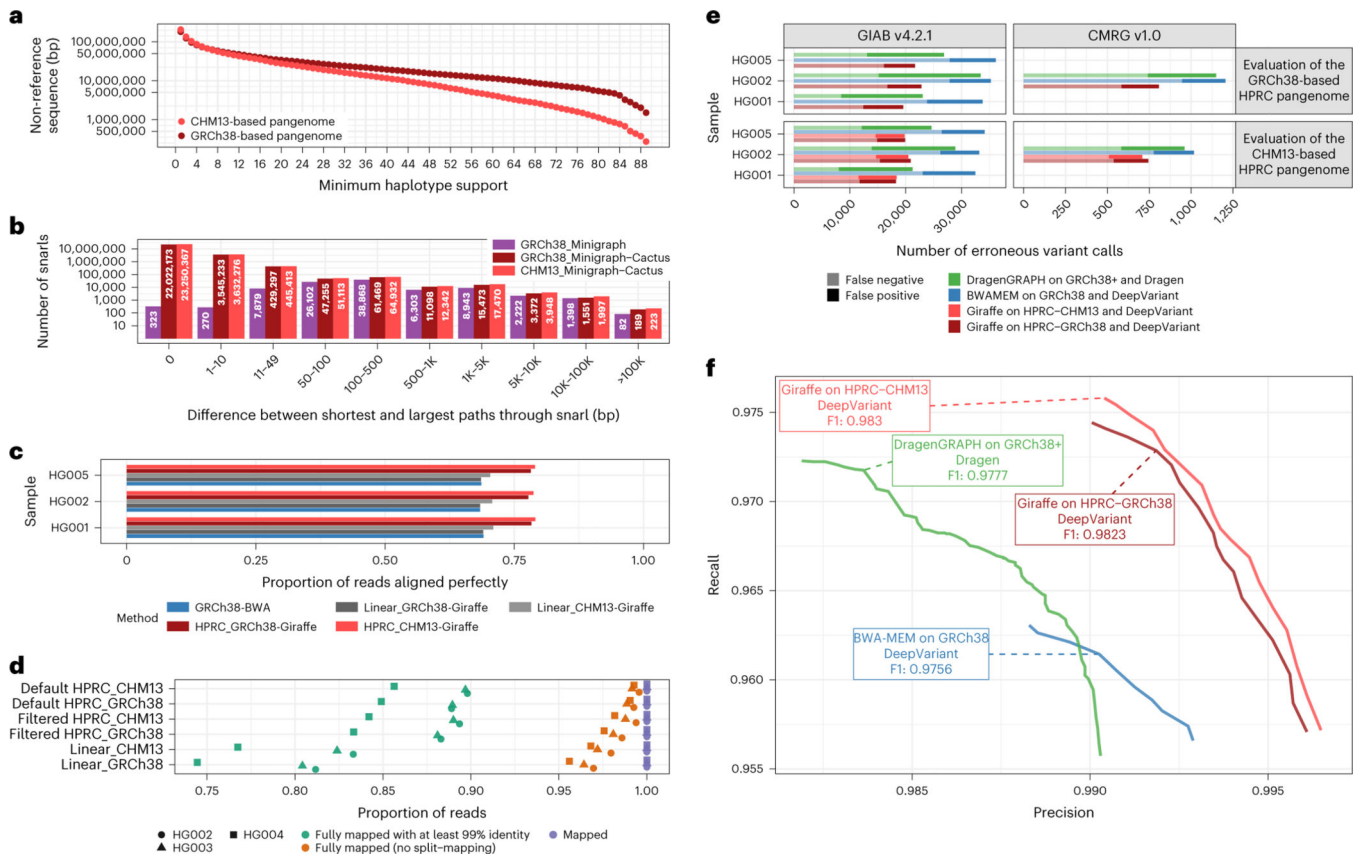 a
Non-reference
sequence (bp)
100,000,000
50,000,000
10,000,000
5,000,000
1,000,000
500,000
CHM13-based pangenome
GRCh38-based pangenome
0 4 8 12 16 20 24 28 32 36 40 44 48 52 56 60 64 68 72 76 80 84 88
Minimum haplotype support
b
Number of snarls
10,000,000
1,000,000
100,000
10,000
1,000
100
10
GRCh38_Minigraph
GRCh38_Minigraph-Cactus
CHM13_Minigraph-Cactus
323 22,022,173 23,250,367
270 3,545,233 3,632,276
7,879 429,297 445,413
26,102 47,255 51,113
38,868 61,469 64,932
6,303 11,098 12,342
8,943 15,473 17,470
2,222 3,372 3,948
1,398 1,551 1,997
82 189 223
0 1–10 11–49 50–100 100–500 500–1K 1K–5K 5K–10K 10K–100K >100K
Difference between shortest and largest paths through snarl (bp)
c
Sample
HG005
HG002
HG001
0 0.25 0.50 0.75 1.00
Proportion of reads aligned perfectly
Method
GRCh38-BWA Linear_GRCh38-Giraffe Linear_CHM13-Giraffe
HPRC_GRCh38-Giraffe HPRC_CHM13-Giraffe
d
Default HPRC_CHM13
Default HPRC_GRCh38
Filtered HPRC_CHM13
Filtered HPRC_GRCh38
Linear_CHM13
Linear_GRCh38
0.75 0.80 0.85 0.90 0.95 1.00
Proportion of reads
HG002 HG004 Fully mapped with at least 99% identity Mapped
HG003 Fully mapped (no split-mapping)
e
GIAB v4.2.1 CMRG v1.0
Sample
HG005
HG002
HG001
Evaluation of the
GRCh38-based
HPRC pangenome
HG005
HG002
HG001
Evaluation of the
CHM13-based
HPRC pangenome
0 10,000 20,000 30,000 0 250 500 750 1,000 1,250
Number of erroneous variant calls
False negative
False positive
DragenGRAPH on GRCh38+ and Dragen
BWAMEM on GRCh38 and DeepVariant
Giraffe on HPRC-CHM13 and DeepVariant
Giraffe on HPRC-GRCh38 and DeepVariant
f
Recall
0.975
0.970
0.965
0.960
0.955
Giraffe on HPRC–CHM13
DeepVariant
F1: 0.983
DragenGRAPH on GRCh38+
Dragen
F1: 0.9777
Giraffe on HPRC–GRCh38
DeepVariant
F1: 0.9823
BWA-MEM on GRCh38
DeepVariant
F1: 0.9756
0.985 0.990 0.995
Precision